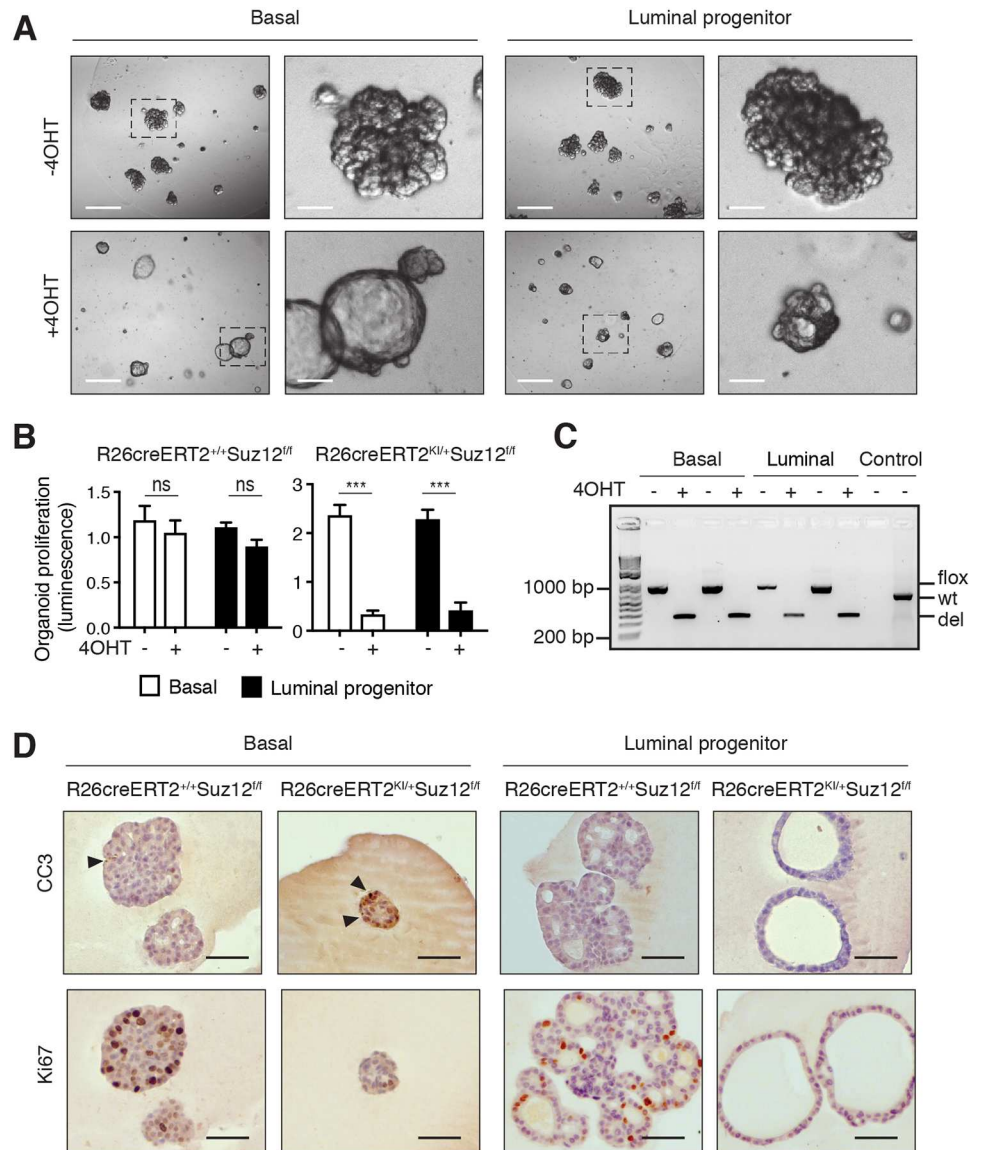 A
Basal
Luminal progenitor
-4OHT
+4OHT
B
R26creERT2+/+Suz12f/f
R26creERT2KI/+Suz12f/f
Organoid proliferation
(luminescence)
1.5
1.0
0.5
0.0
ns
ns
3
2
1
0
***
***
4OHT - + - + - + - +
Basal
Luminal progenitor
C
Basal Luminal Control
4OHT - + - + - + - + - -
1000 bp
200 bp
flox
wt
del
D
Basal
Luminal progenitor
R26creERT2+/+Suz12f/f
R26creERT2KI/+Suz12f/f
R26creERT2+/+Suz12f/f
R26creERT2KI/+Suz12f/f
CC3
Ki67